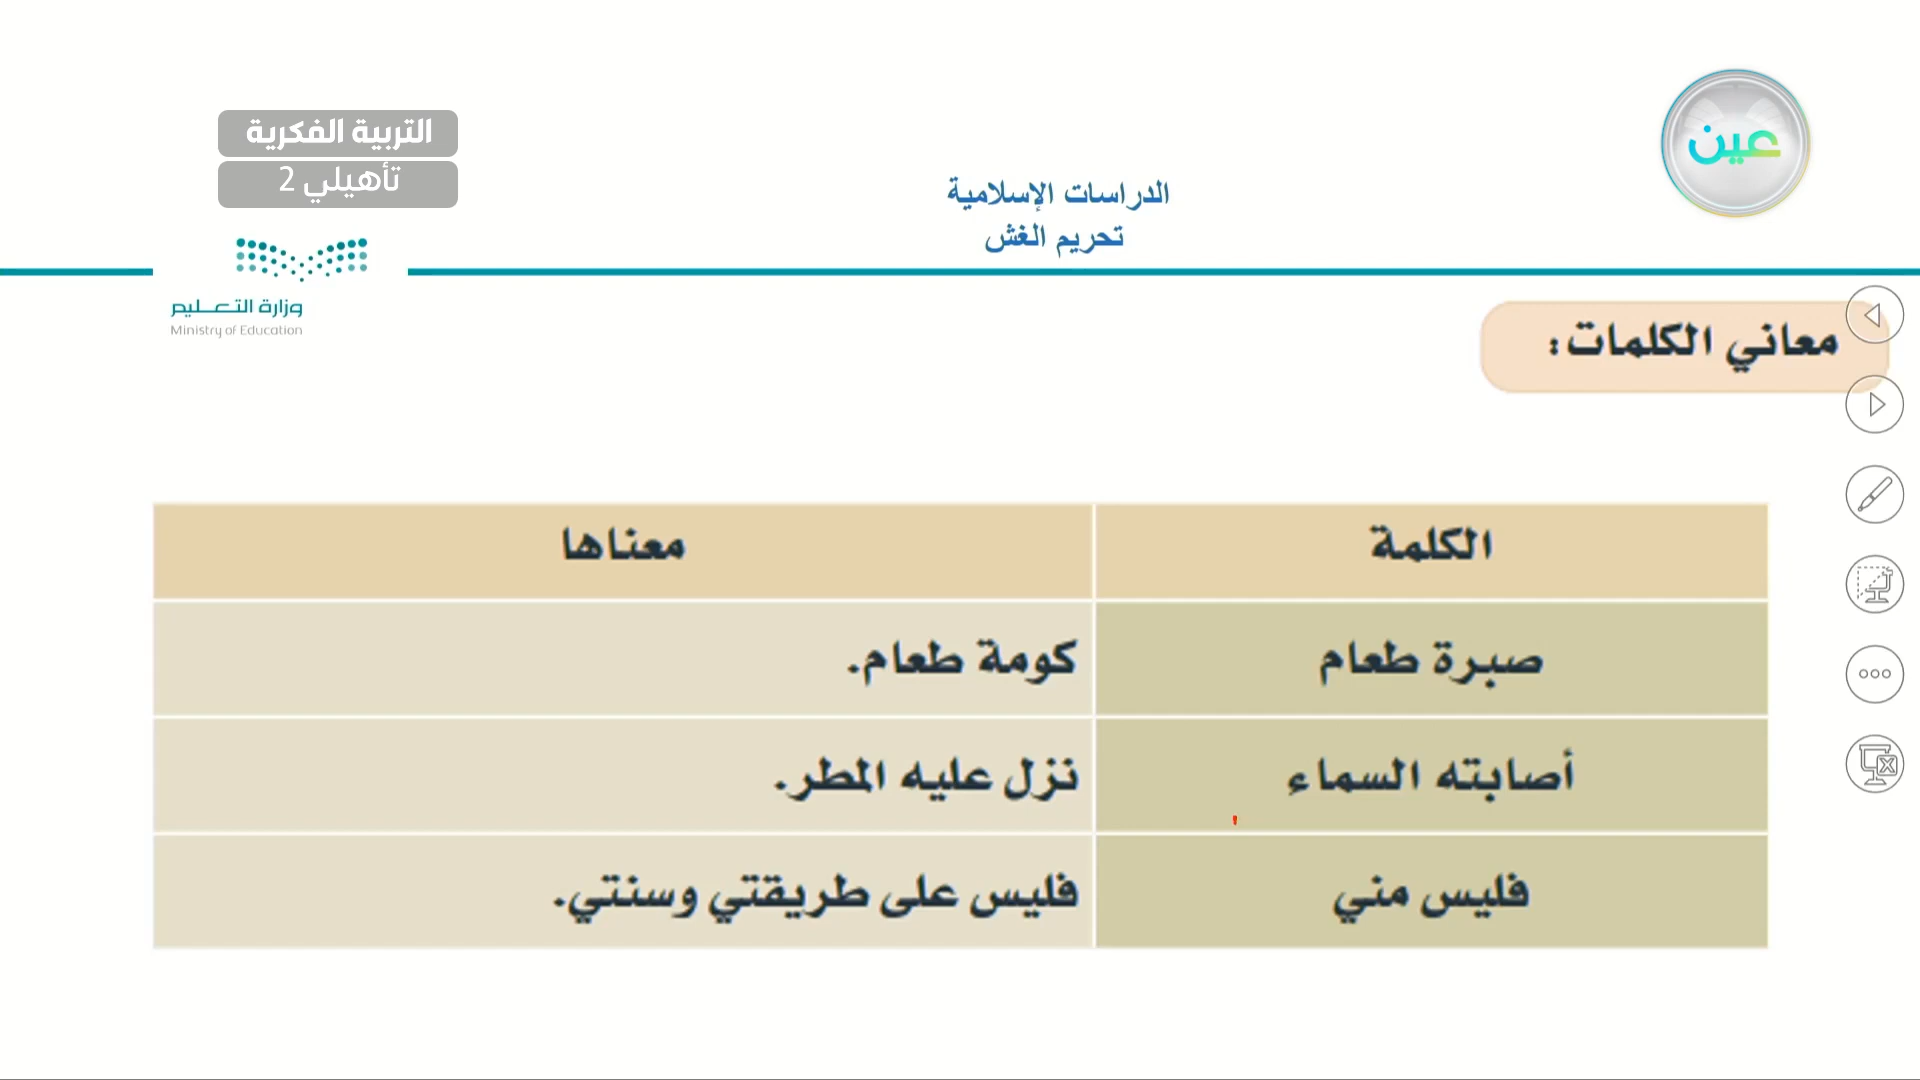 عين
التربية الفكرية
تأهيلي 2
الدراسات الإسلامية
تحريم الغش
وزارة التعـــليم
Ministry of Education
معاني الكلمات:
الكلمة معناها
صبرة طعام كومة طعام.
أصابته السماء نزل عليه المطر.
فليس مني فليس على طريقتي وسنتي.